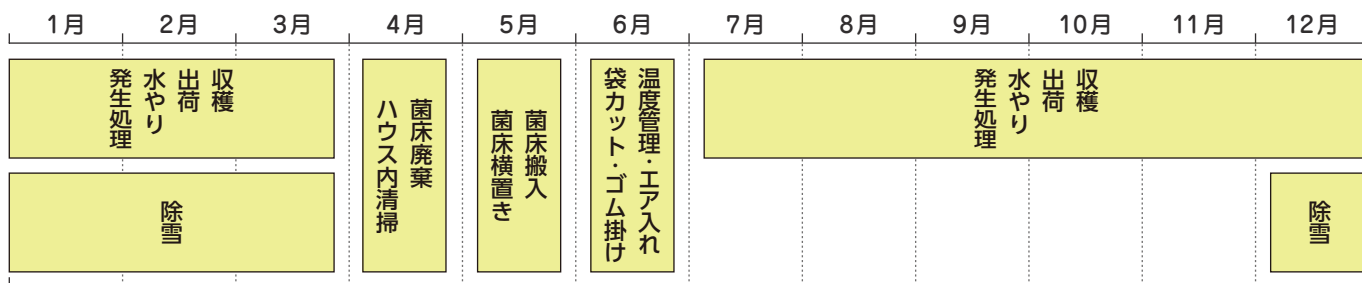 1月 2月 3月 4月 5月 6月 7月 8月 9月 10月 11月 12月
収穫
出荷
水やり
発生処理
除雪
菌床廃棄
ハウス内清掃
菌床搬入
菌床横置き
温度管理・エア入れ
袋カット・ゴム掛け
収穫
出荷
水やり
発生処理
除雪